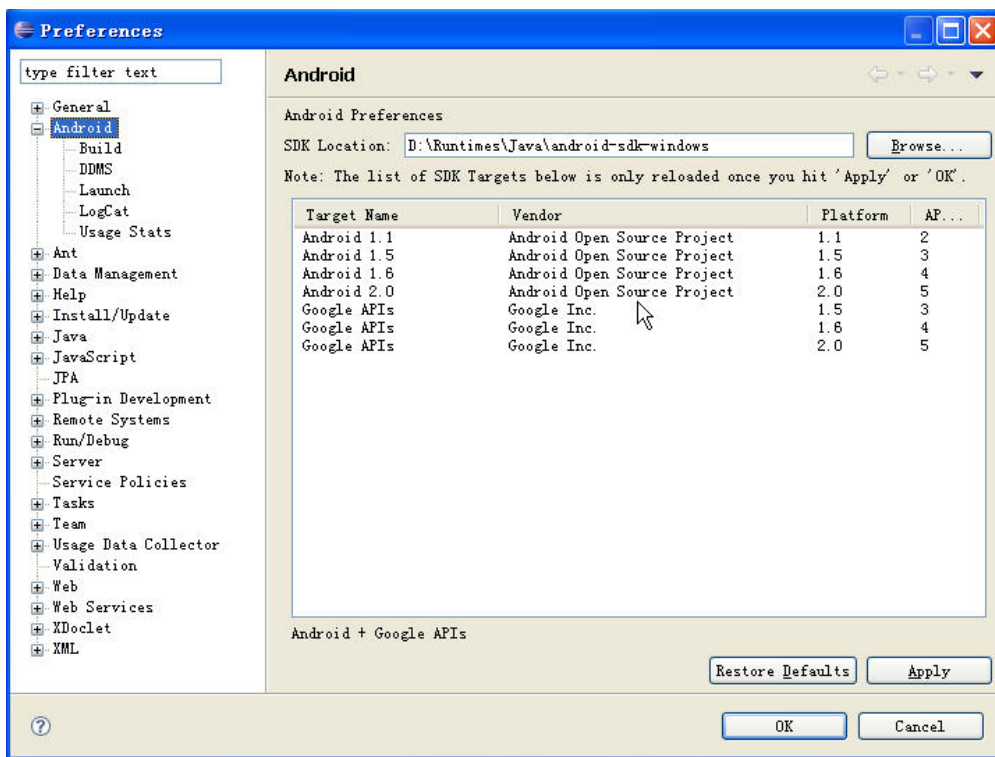 Preferences
type filter text
General
Android
Build
DDMS
Launch
LogCat
Usage Stats
Ant
Data Management
Help
Install/Update
Java
JavaScript
JPA
Plug-in Development
Remote Systems
Run/Debug
Server
Service Policies
Tasks
Team
Usage Data Collector
Validation
Web
Web Services
XDoclet
XML
Android
Android Preferences
SDK Location: D:\Runtimes\Java\android-sdk-windows Browse...
Note: The list of SDK Targets below is only reloaded once you hit 'Apply' or 'OK'.
Target Name Vendor Platform AP...
Android 1.1 Android Open Source Project 1.1 2
Android 1.5 Android Open Source Project 1.5 3
Android 1.6 Android Open Source Project 1.6 4
Android 2.0 Android Open Source Project 2.0 5
Google APIs Google Inc. 1.5 3
Google APIs Google Inc. 1.6 4
Google APIs Google Inc. 2.0 5
Android + Google APIs
Restore Defaults Apply
? OK Cancel